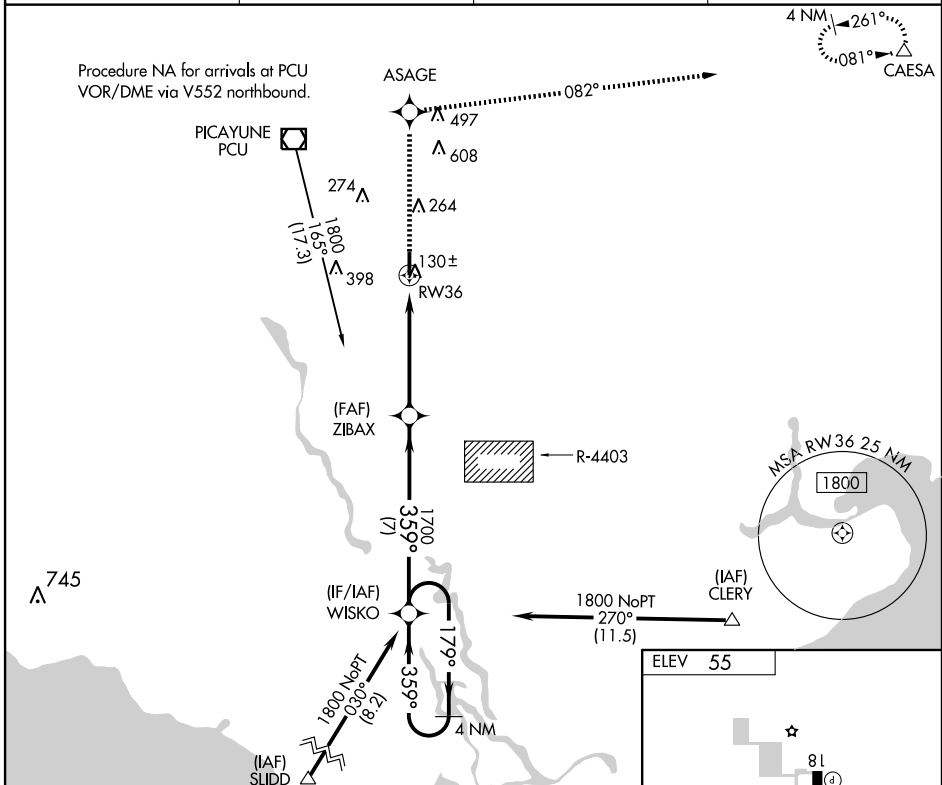 4 NM
261°
081°
CAESA
Procedure NA for arrivals at PCU
VOR/DME via V552 northbound.
ASAGE
082°
497
PICAYUNE
PCU
608
274
264
1800
165°
(17.3)
398
130±
RW36
(FAF)
ZIBAX
R-4403
MSA RW36 25 NM
1800
1700
359°
(7)
745
(IF/IAF)
WISKO
(IAF)
CLERY
1800 NoPT
270°
(11.5)
179°
359°
1800 NoPT
030°
(8.2)
4 NM
(IAF)
SLIDD
ELEV 55
18
P